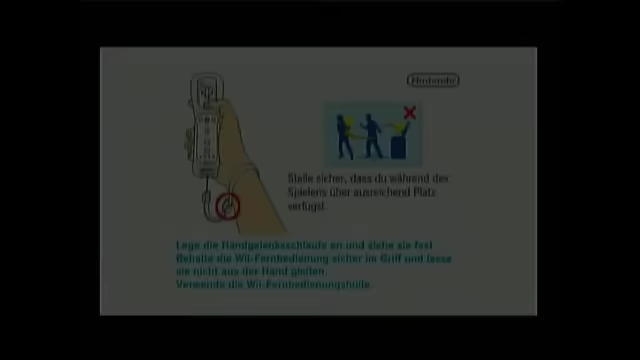 Nintendo
Stelle sicher, dass du während des
Spielens über ausreichend Platz
verfügst.
Lege die Handgelenksschlaufe an und ziehe sie fest
Behalte die Wii-Fernbedienung sicher im Griff und lasse
sie nicht aus der Hand gleiten.
Verwende die Wii-Fernbedienungshülle.